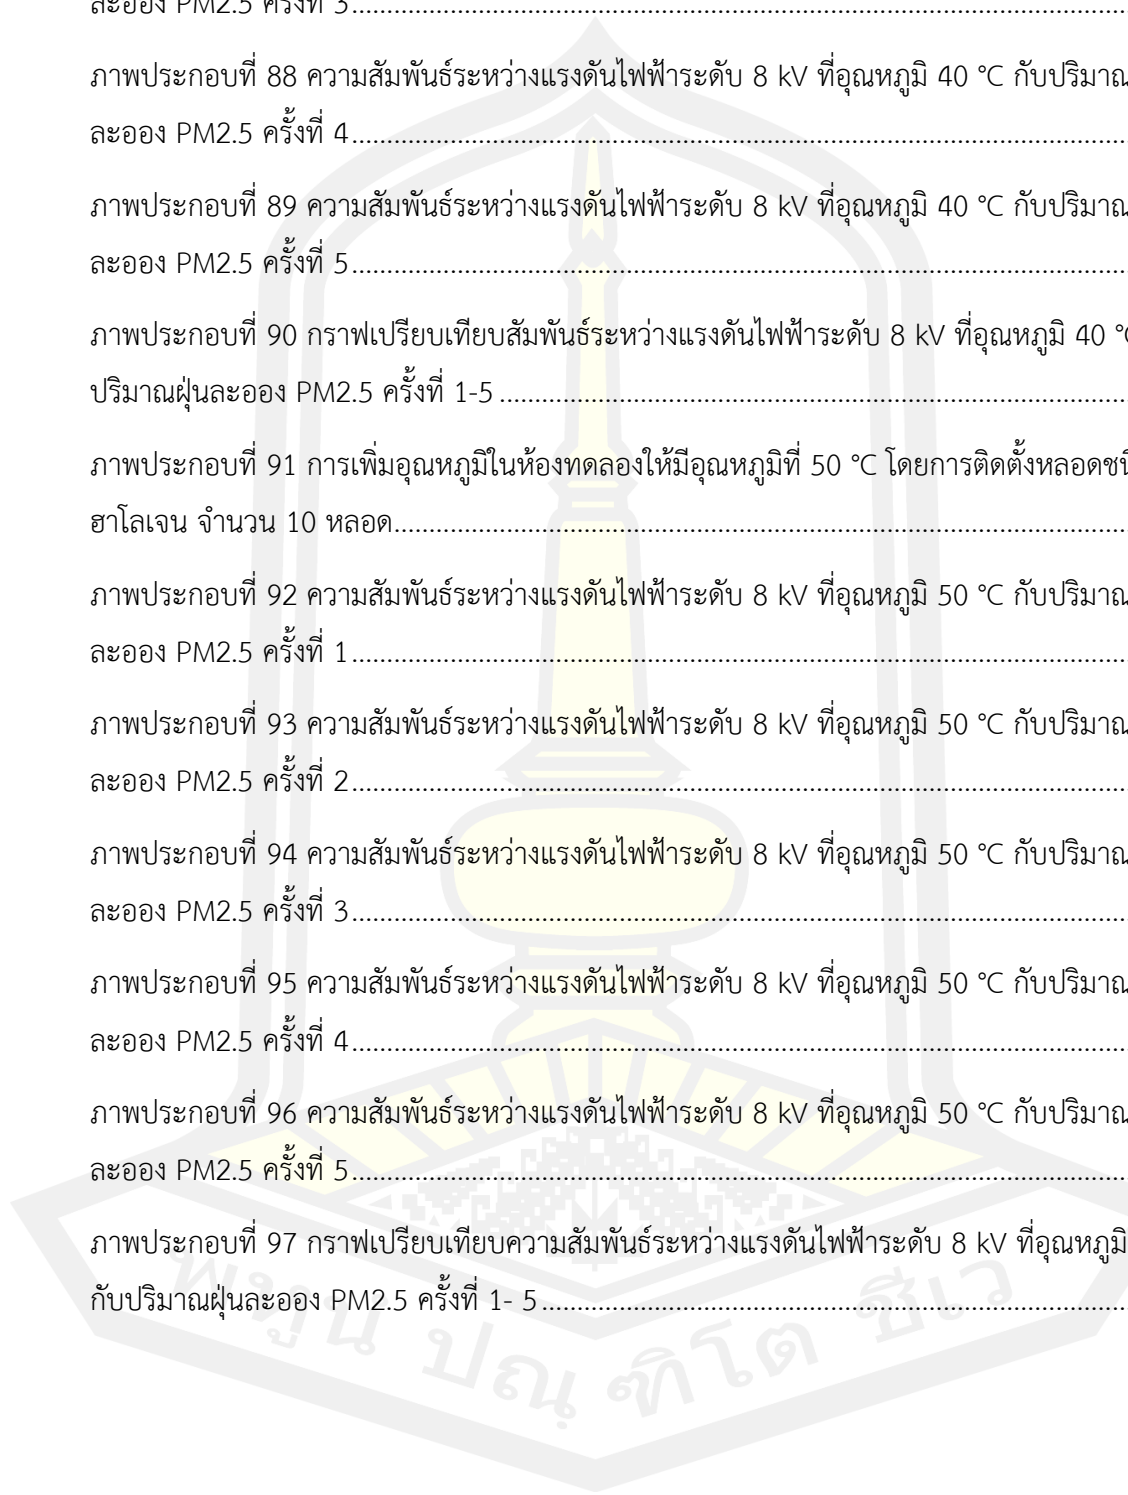 ละออง PM2.5 ครั้งที่ 3
ภาพประกอบที่ 88 ความสัมพันธ์ระหว่างแรงดันไฟฟ้าระดับ 8 kV ที่อุณหภูมิ 40 °C กับปริมาณ
ละออง PM2.5 ครั้งที่ 4
ภาพประกอบที่ 89 ความสัมพันธ์ระหว่างแรงดันไฟฟ้าระดับ 8 kV ที่อุณหภูมิ 40 °C กับปริมาณ
ละออง PM2.5 ครั้งที่ 5
ภาพประกอบที่ 90 กราฟเปรียบเทียบสัมพันธ์ระหว่างแรงดันไฟฟ้าระดับ 8 kV ที่อุณหภูมิ 40 °C
ปริมาณฝุ่นละออง PM2.5 ครั้งที่ 1-5
ภาพประกอบที่ 91 การเพิ่มอุณหภูมิในห้องทดลองให้มีอุณหภูมิที่ 50 °C โดยการติดตั้งหลอดชนิ
ฮาโลเจน จำนวน 10 หลอด
ภาพประกอบที่ 92 ความสัมพันธ์ระหว่างแรงดันไฟฟ้าระดับ 8 kV ที่อุณหภูมิ 50 °C กับปริมาณ
ละออง PM2.5 ครั้งที่ 1
ภาพประกอบที่ 93 ความสัมพันธ์ระหว่างแรงดันไฟฟ้าระดับ 8 kV ที่อุณหภูมิ 50 °C กับปริมาณ
ละออง PM2.5 ครั้งที่ 2
ภาพประกอบที่ 94 ความสัมพันธ์ระหว่างแรงดันไฟฟ้าระดับ 8 kV ที่อุณหภูมิ 50 °C กับปริมาณ
ละออง PM2.5 ครั้งที่ 3
ภาพประกอบที่ 95 ความสัมพันธ์ระหว่างแรงดันไฟฟ้าระดับ 8 kV ที่อุณหภูมิ 50 °C กับปริมาณ
ละออง PM2.5 ครั้งที่ 4
ภาพประกอบที่ 96 ความสัมพันธ์ระหว่างแรงดันไฟฟ้าระดับ 8 kV ที่อุณหภูมิ 50 °C กับปริมาณ
ละออง PM2.5 ครั้งที่ 5
ภาพประกอบที่ 97 กราฟเปรียบเทียบความสัมพันธ์ระหว่างแรงดันไฟฟ้าระดับ 8 kV ที่อุณหภูมิ
กับปริมาณฝุ่นละออง PM2.5 ครั้งที่ 1- 5
พหูน ปณฺ ฑิโต ชีเว